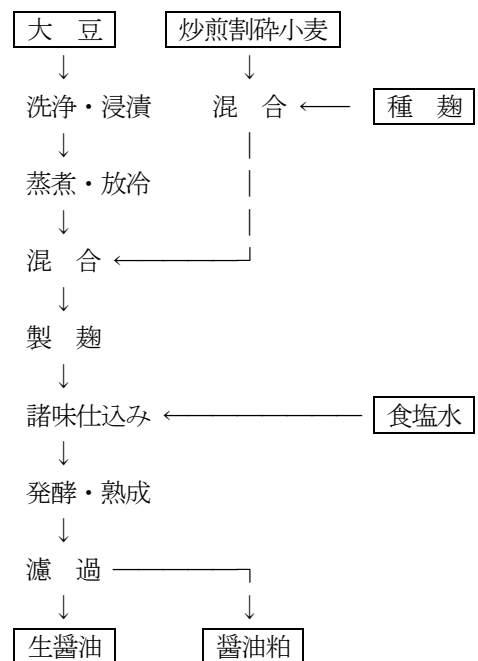 大　豆　炒煎割砕小麦
洗浄・浸漬　混　合　種　麹
蒸煮・放冷
混　合
製　麹
諸味仕込み　食塩水
発酵・熟成
濾　過
生醤油　醤油粕